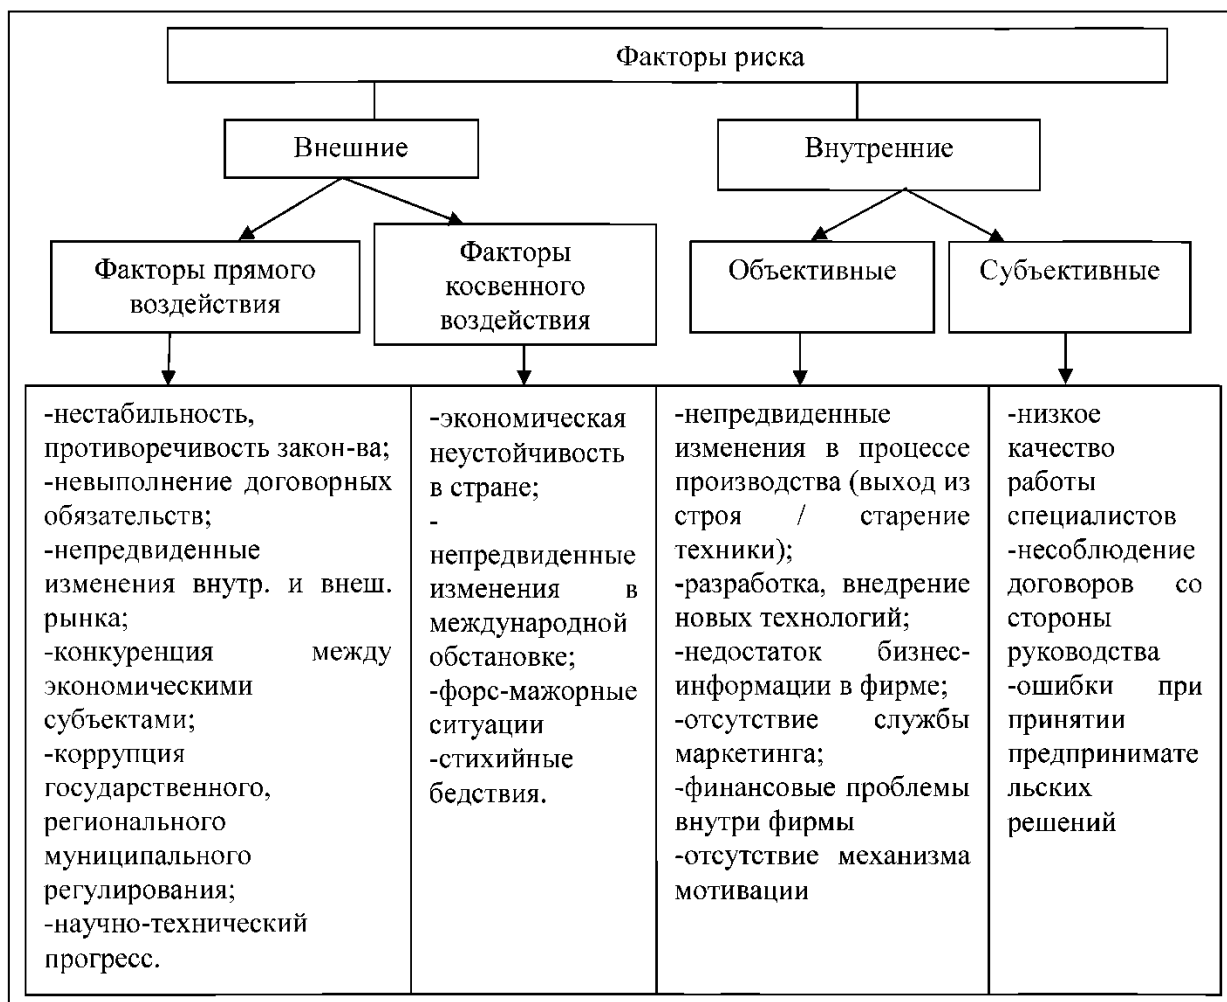 Факторы риска
Внешние
Внутренние
Факторы прямого
воздействия
Факторы
косвенного
воздействия
Объективные
Субъективные
-нестабильность,
противоречивость закон-ва;
-невыполнение договорных
обязательств;
-непредвиденные
изменения внутр. и внеш.
рынка;
-конкуренция между
экономическими
субъектами;
-коррупция
государственного,
регионального
муниципального
регулирования;
-научно-технический
прогресс.
-экономическая
неустойчивость
в стране;
-
непредвиденные
изменения в
международной
обстановке;
-форс-мажорные
ситуации
-стихийные
бедствия.
-непредвиденные
изменения в процессе
производства (выход из
строя / старение
техники);
-разработка, внедрение
новых технологий;
-недостаток бизнес-
информации в фирме;
-отсутствие службы
маркетинга;
-финансовые проблемы
внутри фирмы
-отсутствие механизма
мотивации
-низкое
качество
работы
специалистов
-несоблюдение
договоров со
стороны
руководства
-ошибки при
принятии
предпринимате
льских
решений